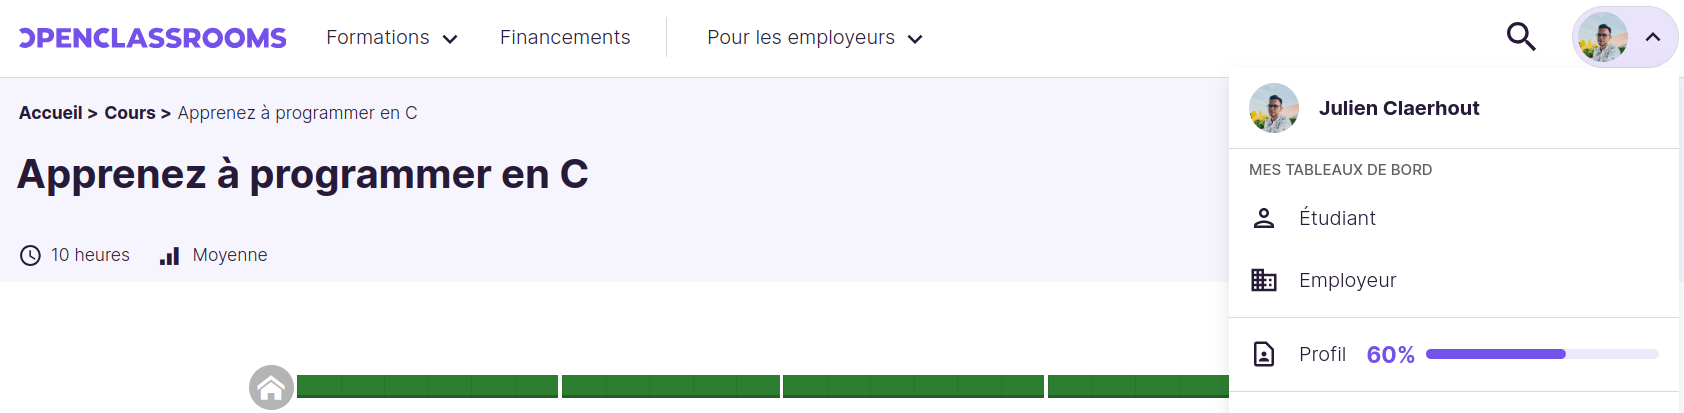 OPENCLASSROOMS Formations Financements Pour les employeurs
Accueil > Cours > Apprenez à programmer en C
Apprenez à programmer en C
10 heures Moyenne
Julien Claerhout
MES TABLEAUX DE BORD
Étudiant
Employeur
Profil 60%